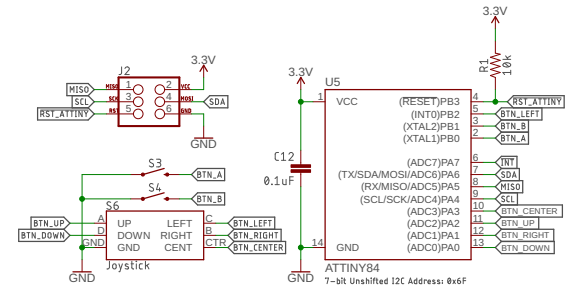 3.3V
R1
10k
J2
3.3V
3.3V
U5
MISO
MISO
1
2
VCC
SCL
SCK
3
4
MOSI
SDA
RST_ATTINY
RST
5
6
GND
GND
1
VCC
(RESET)PB3
4
RST_ATTINY
(INT0)PB2
5
BTN_LEFT
(XTAL2)PB1
3
BTN_B
(XTAL1)PB0
2
BTN_A
C12
0.1uF
(ADC7)PA7
6
INT
(TX/SDA/MOSI/ADC6)PA6
7
SDA
(RX/MISO/ADC5)PA5
8
MISO
(SCL/SCK/ADC4)PA4
9
SCL
(ADC3)PA3
10
BTN_CENTER
(ADC2)PA2
11
BTN_UP
(ADC1)PA1
12
BTN_RIGHT
14
GND
(ADC0)PA0
13
BTN_DOWN
S3
BTN_A
S4
BTN_B
S6
BTN_UP
A
UP
LEFT
C
BTN_LEFT
BTN_DOWN
D
DOWN
RIGHT
B
BTN_RIGHT
GND
GND
CENT
CTR
BTN_CENTER
Joystick
GND
GND
ATTINY84
7-bit Unshifted I2C Address: 0x6F